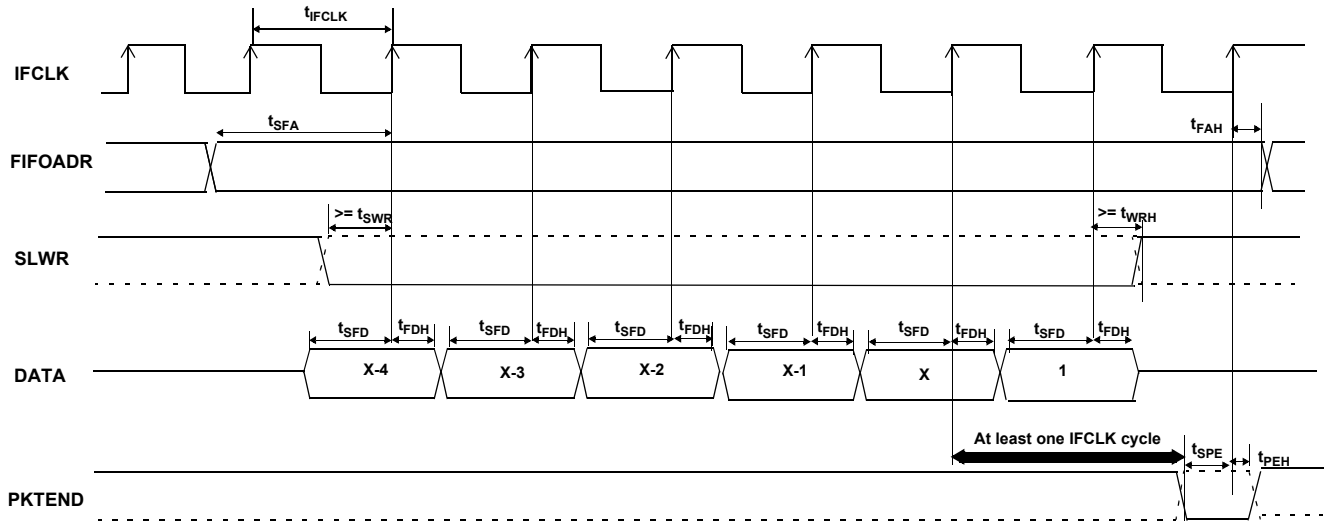 tIFCLK
IFCLK
tSFA
tFAH
FIFOADR
>= tSWR
>= tWRH
SLWR
tSFD tFDH tSFD tFDH tSFD tFDH tSFD tFDH tSFD tFDH tSFD tFDH
DATA X-4 X-3 X-2 X-1 X 1
At least one IFCLK cycle
tSPE
tPEH
PKTEND